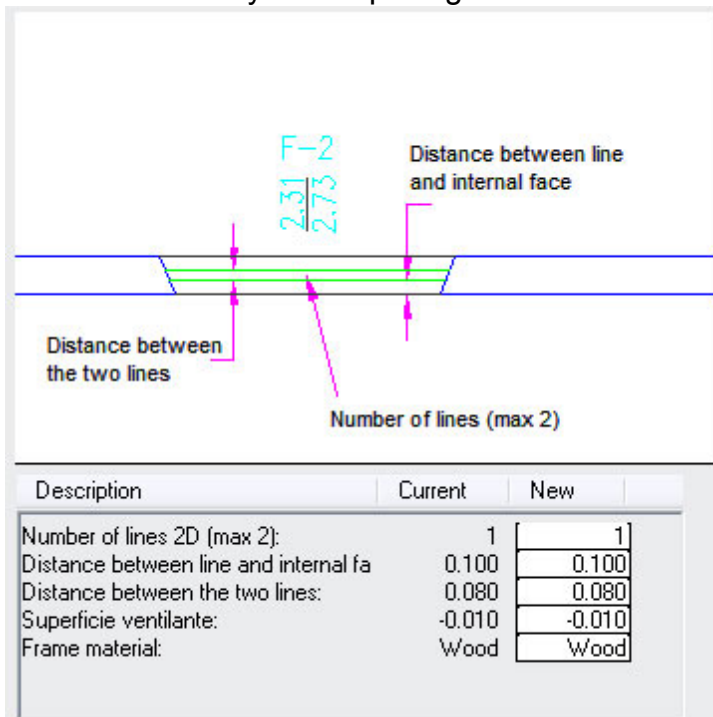 F-2
2.31
2.73
Distance between line
and internal face
Distance between
the two lines
Number of lines (max 2)
Description Current New
Number of lines 2D (max 2): 1 1
Distance between line and internal fa 0.100 0.100
Distance between the two lines: 0.080 0.080
Superficie ventilante: -0.010 -0.010
Frame material: Wood Wood